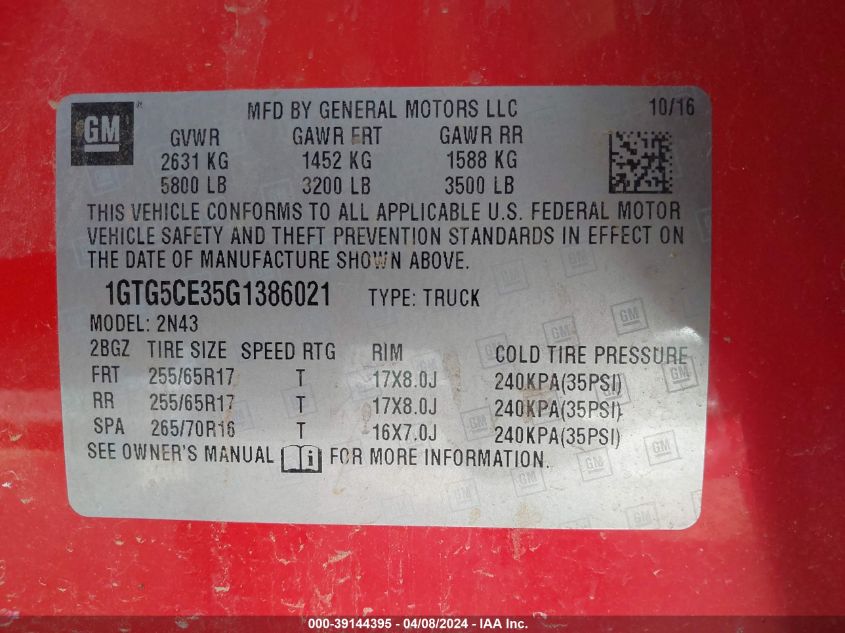 GM
MFD BY GENERAL MOTORS LLC 10/16
GVWR GAWR FRT GAWR RR
2631 KG 1452 KG 1588 KG
5800 LB 3200 LB 3500 LB
THIS VEHICLE CONFORMS TO ALL APPLICABLE U.S. FEDERAL MOTOR
VEHICLE SAFETY AND THEFT PREVENTION STANDARDS IN EFFECT ON
THE DATE OF MANUFACTURE SHOWN ABOVE.
1GTG5CE35G1386021 TYPE: TRUCK
MODEL: 2N43
2BGZ TIRE SIZE SPEED RTG RIM COLD TIRE PRESSURE
FRT 255/65R17 T 17X8.0J 240KPA(35PSI)
RR 255/65R17 T 17X8.0J 240KPA(35PSI)
SPA 265/70R16 T 16X7.0J 240KPA(35PSI)
SEE OWNER'S MANUAL i FOR MORE INFORMATION.
000-39144395 - 04/08/2024 - IAA Inc.